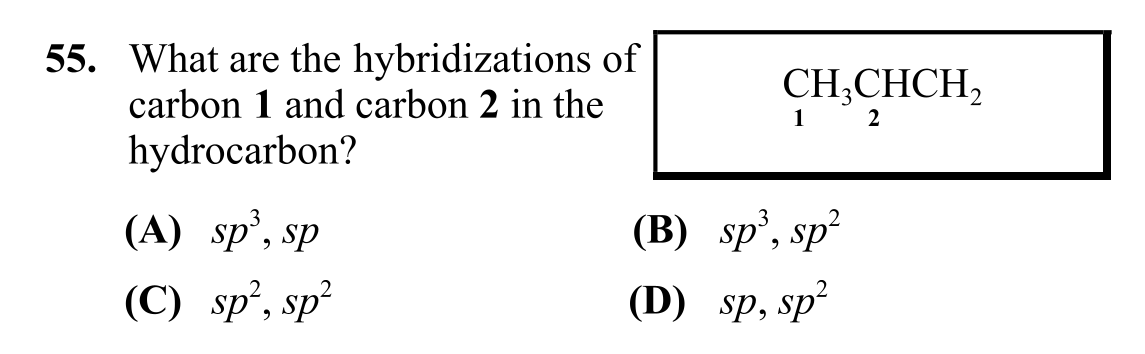 55. What are the hybridizations of
carbon 1 and carbon 2 in the
hydrocarbon?
CH₃CHCH₂
1 2
(A) sp³, sp (B) sp³, sp²
(C) sp², sp² (D) sp, sp²